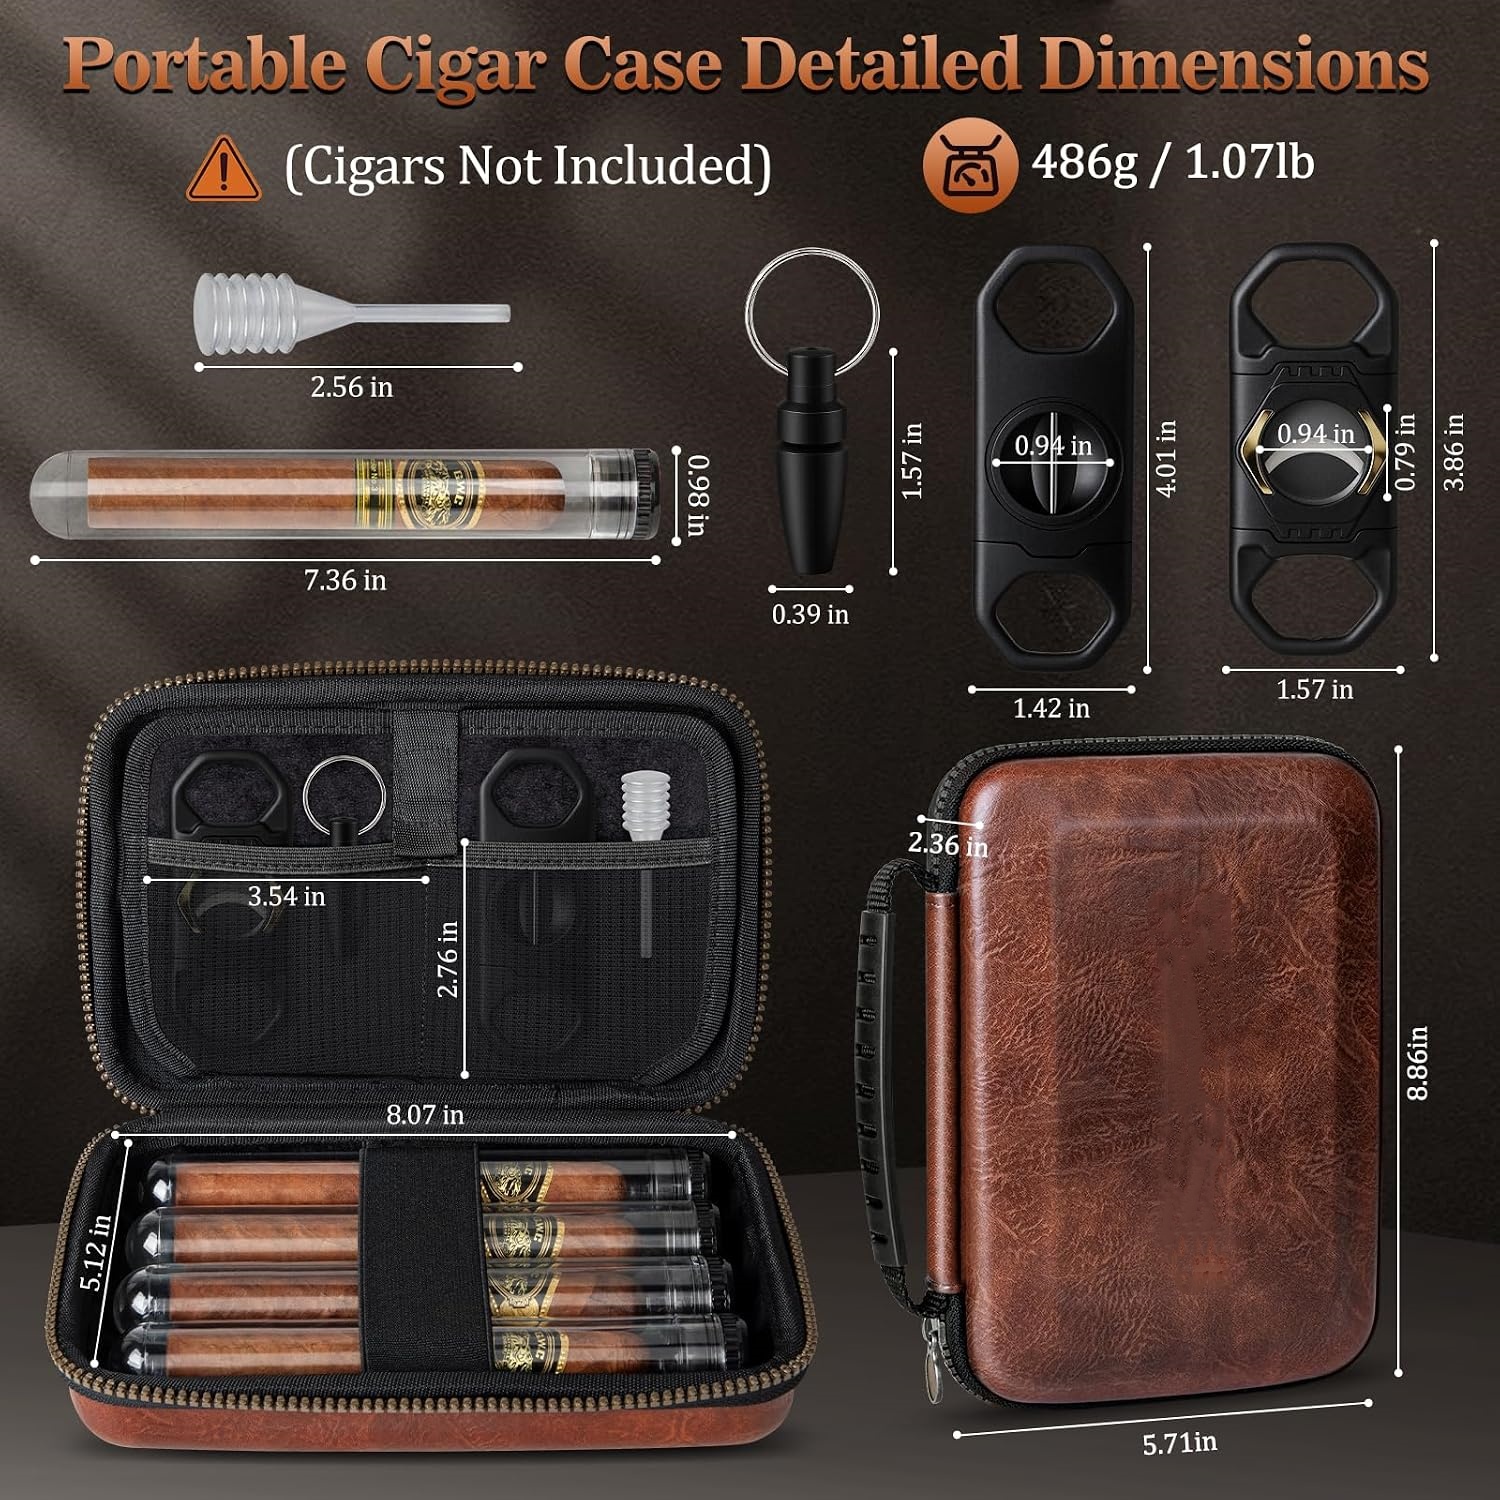 Portable Cigar Case Detailed Dimensions
(Cigars Not Included)
486g / 1.07lb
2.56 in
0.98 in
7.36 in
1.57 in
0.39 in
0.94 in
4.01 in
1.42 in
0.94 in
0.79 in
3.86 in
1.57 in
3.54 in
2.76 in
8.07 in
5.12 in
2.36 in
8.86in
5.71in